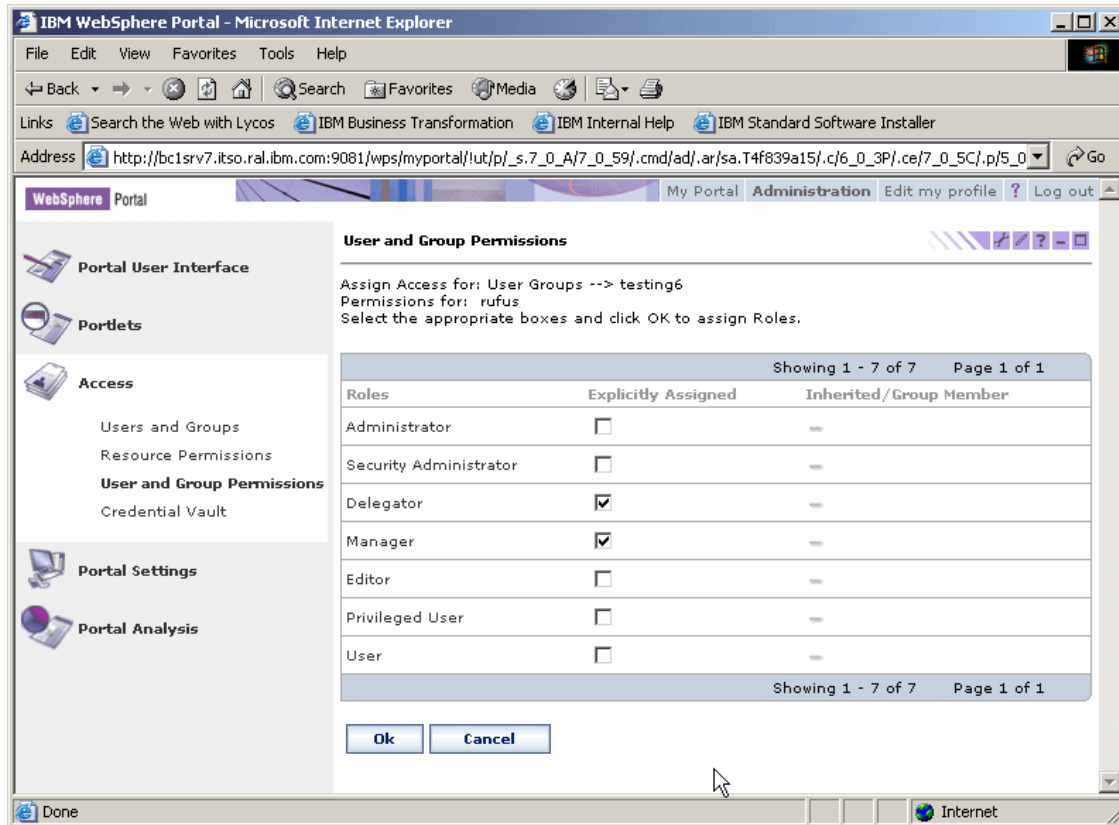 IBM WebSphere Portal - Microsoft Internet Explorer
File Edit View Favorites Tools Help
Back Search Favorites Media
Links Search the Web with Lycos IBM Business Transformation IBM Internal Help IBM Standard Software Installer
Address http://bc1srv7.itso.ral.ibm.com:9081/wps/myportal/!ut/p/_s.7_0_A/7_0_59/.cmd/ad/.ar/sa.T4f839a15/.c/6_0_3P/.ce/7_0_5C/.p/5_0 Go
WebSphere Portal My Portal Administration Edit my profile ? Log out
User and Group Permissions ?
Portal User Interface
Portlets
Access
Users and Groups
Resource Permissions
User and Group Permissions
Credential Vault
Portal Settings
Portal Analysis
Assign Access for: User Groups --> testing6
Permissions for: rufus
Select the appropriate boxes and click OK to assign Roles.
Showing 1 - 7 of 7 Page 1 of 1
Roles Explicitly Assigned Inherited/Group Member
Administrator
Security Administrator
Delegator
Manager
Editor
Privileged User
User
Showing 1 - 7 of 7 Page 1 of 1
Ok Cancel
Done Internet